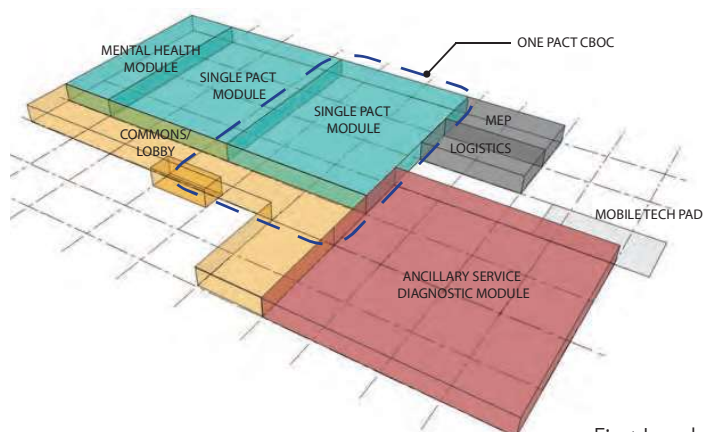 ONE PACT CBOC
MENTAL HEALTH
MODULE
SINGLE PACT
MODULE
SINGLE PACT
MODULE
MEP
LOGISTICS
COMMONS/
LOBBY
MOBILE TECH PAD
ANCILLARY SERVICE
DIAGNOSTIC MODULE